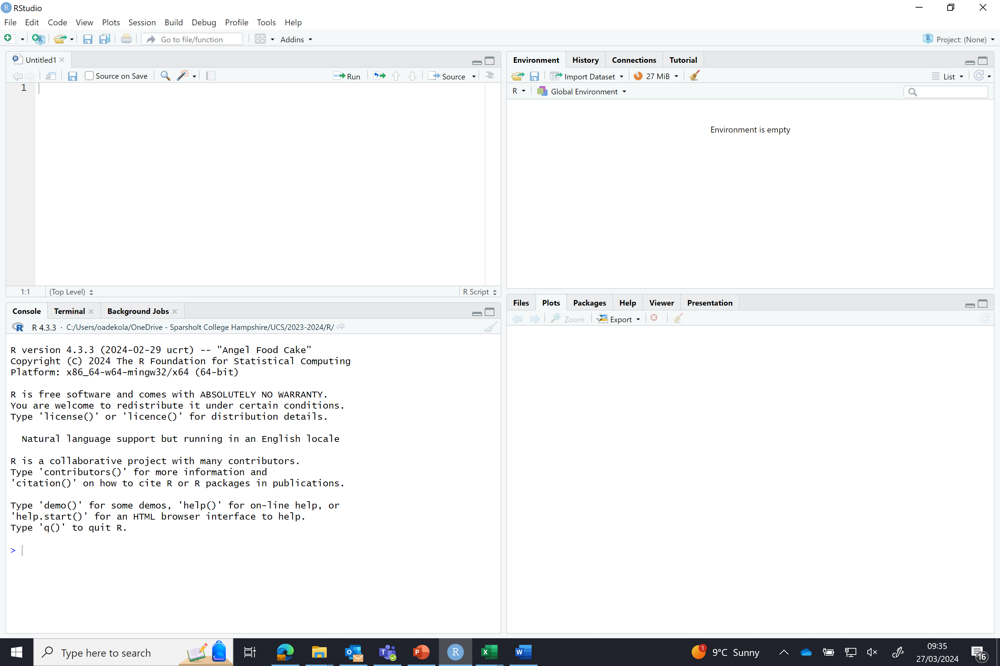 RStudio
File Edit Code View Plots Session Build Debug Profile Tools Help
Go to file/function Addins Project: (None)
Untitled1
Source on Save Run Source
1
1:1 (Top Level) R Script
Console Terminal Background Jobs
R 4.3.3 · C:/Users/oadekola/OneDrive - Sparsholt College Hampshire/UCS/2023-2024/R/
R version 4.3.3 (2024-02-29 ucrt) -- "Angel Food Cake"
Copyright (C) 2024 The R Foundation for Statistical Computing
Platform: x86_64-w64-mingw32/x64 (64-bit)
R is free software and comes with ABSOLUTELY NO WARRANTY.
You are welcome to redistribute it under certain conditions.
Type 'license()' or 'licence()' for distribution details.
Natural language support but running in an English locale
R is a collaborative project with many contributors.
Type 'contributors()' for more information and
'citation()' on how to cite R or R packages in publications.
Type 'demo()' for some demos, 'help()' for on-line help, or
'help.start()' for an HTML browser interface to help.
Type 'q()' to quit R.
>
Environment History Connections Tutorial
Import Dataset 27 MiB List
R Global Environment
Environment is empty
Files Plots Packages Help Viewer Presentation
Zoom Export
Type here to search
1 9°C Sunny
09:35
27/03/2024
16